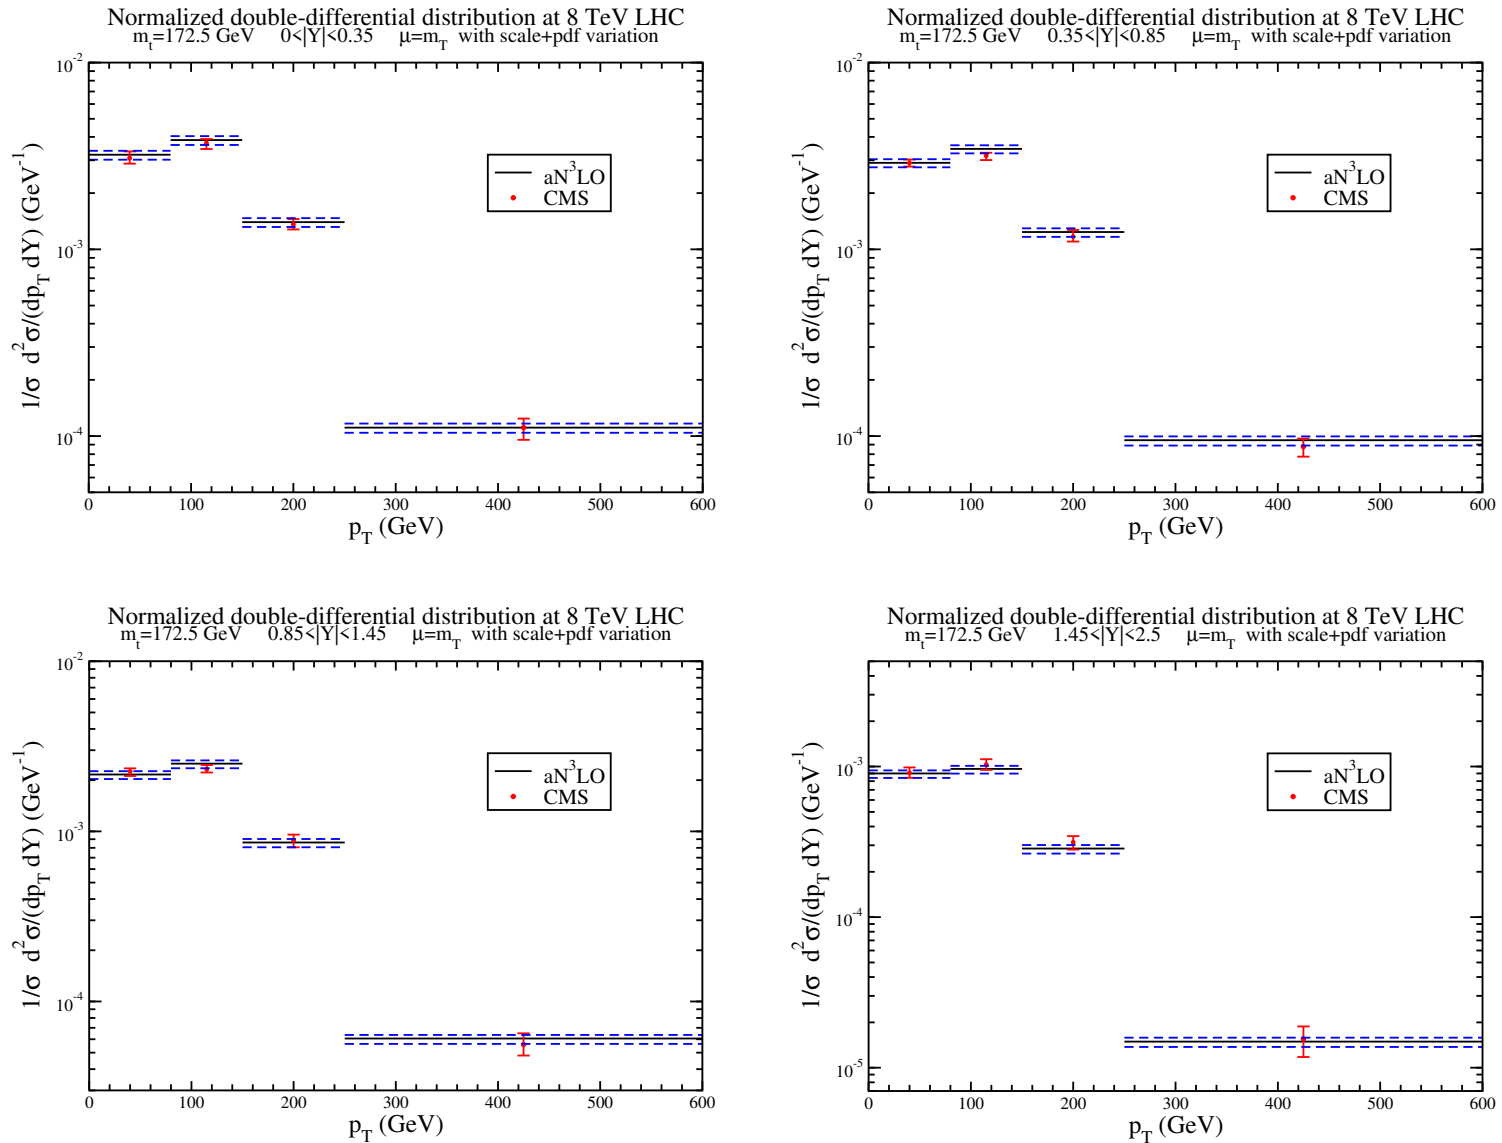 Normalized double-differential distribution at 8 TeV LHC
m_t=172.5 GeV 0<|Y|<0.35 μ=m_T with scale+pdf variation
10^-2
10^-3
10^-4
1/σ d^2σ/(dp_T dY) (GeV^-1)
aN^3LO
CMS
0 100 200 300 400 500 600
p_T (GeV)
Normalized double-differential distribution at 8 TeV LHC
m_t=172.5 GeV 0.35<|Y|<0.85 μ=m_T with scale+pdf variation
10^-2
10^-3
10^-4
1/σ d^2σ/(dp_T dY) (GeV^-1)
aN^3LO
CMS
0 100 200 300 400 500 600
p_T (GeV)
Normalized double-differential distribution at 8 TeV LHC
m_t=172.5 GeV 0.85<|Y|<1.45 μ=m_T with scale+pdf variation
10^-2
10^-3
10^-4
1/σ d^2σ/(dp_T dY) (GeV^-1)
aN^3LO
CMS
0 100 200 300 400 500 600
p_T (GeV)
Normalized double-differential distribution at 8 TeV LHC
m_t=172.5 GeV 1.45<|Y|<2.5 μ=m_T with scale+pdf variation
10^-3
10^-4
10^-5
1/σ d^2σ/(dp_T dY) (GeV^-1)
aN^3LO
CMS
0 100 200 300 400 500 600
p_T (GeV)